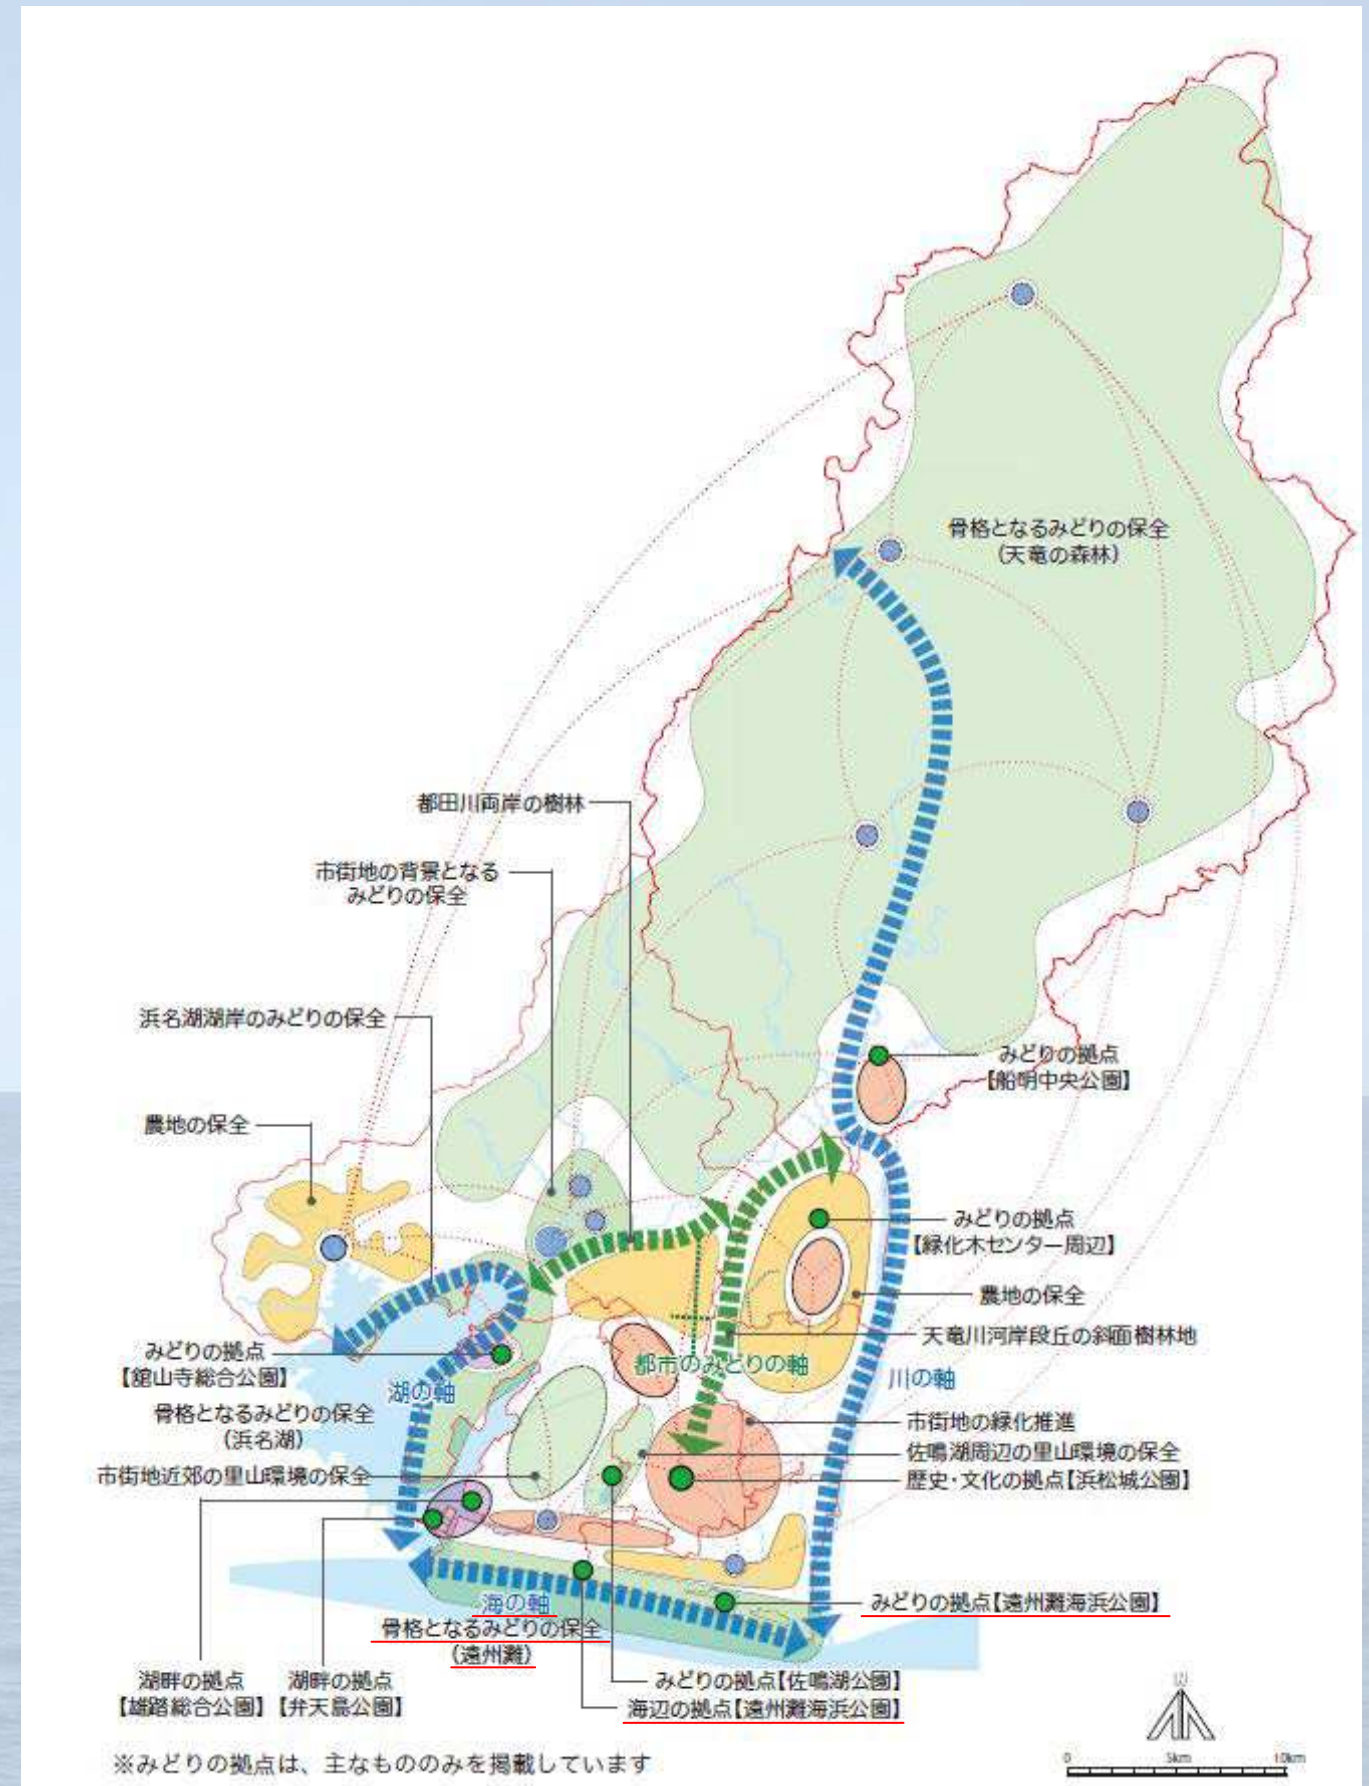 骨格となるみどりの保全
(天竜の森林)
都田川両岸の樹林
市街地の背景となる
みどりの保全
浜名湖湖岸のみどりの保全
みどりの拠点
【船明中央公園】
農地の保全
みどりの拠点
【緑化木センター周辺】
農地の保全
天竜川河岸段丘の斜面樹林地
都市のみどりの軸
川の軸
みどりの拠点
【舘山寺総合公園】
湖の軸
骨格となるみどりの保全
(浜名湖)
市街地の緑化推進
佐鳴湖周辺の里山環境の保全
市街地近郊の里山環境の保全
歴史・文化の拠点【浜松城公園】
海の軸
みどりの拠点【遠州灘海浜公園】
骨格となるみどりの保全
(遠州灘)
湖畔の拠点
【雄踏総合公園】
湖畔の拠点
【弁天島公園】
みどりの拠点【佐鳴湖公園】
海辺の拠点【遠州灘海浜公園】
※みどりの拠点は、主なもののみを掲載しています
0 5km 10km